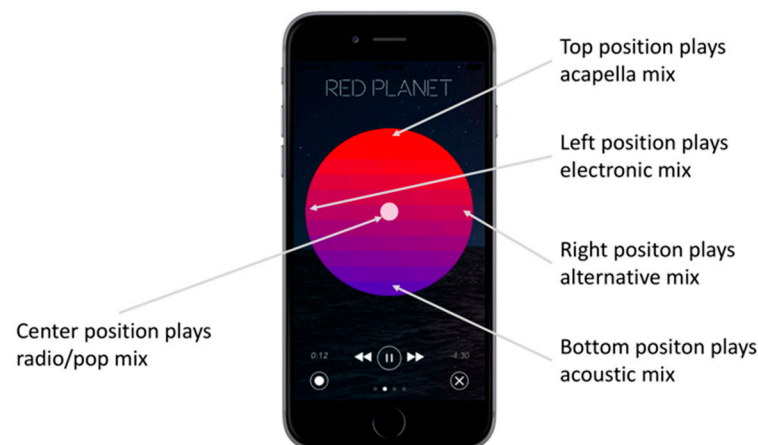 Top position plays
acapella mix
RED PLANET
Left position plays
electronic mix
Right positon plays
alternative mix
Center position plays
radio/pop mix
Bottom positon plays
acoustic mix
0:12
-4:30